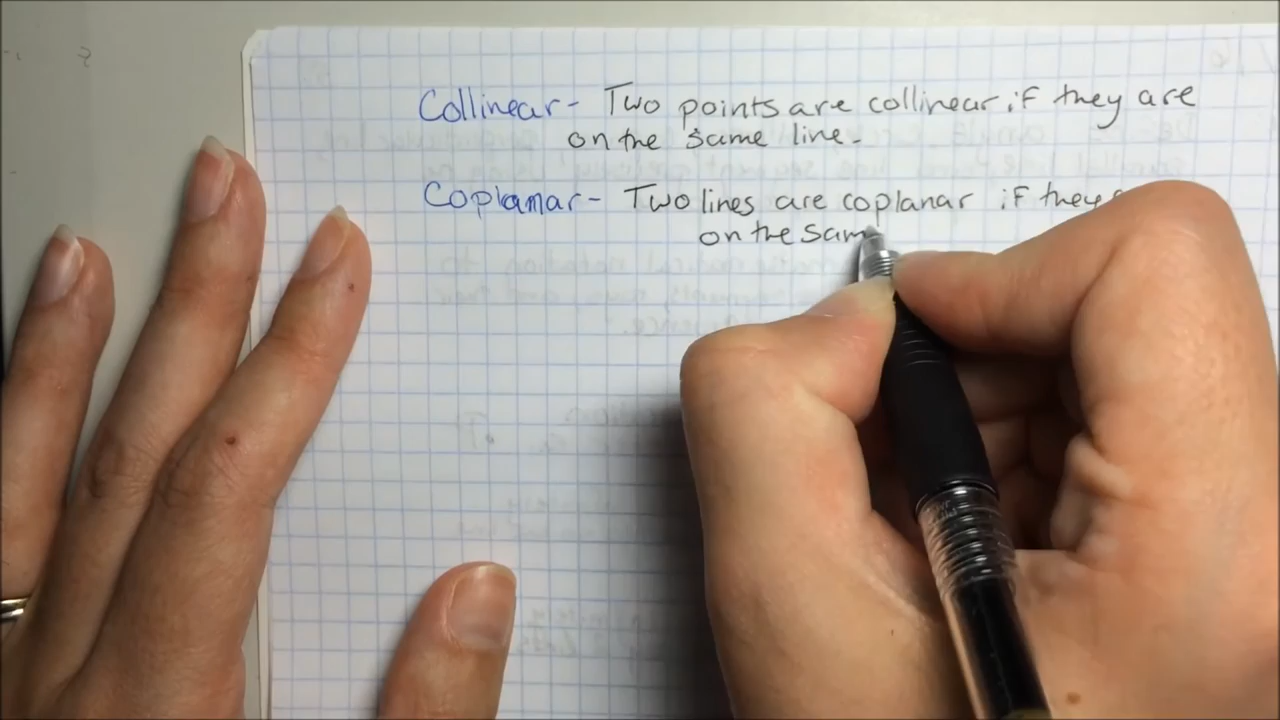 Collinear - Two points are collinear if they are
on the same line.
Coplanar - Two lines are coplanar if they
on the sam